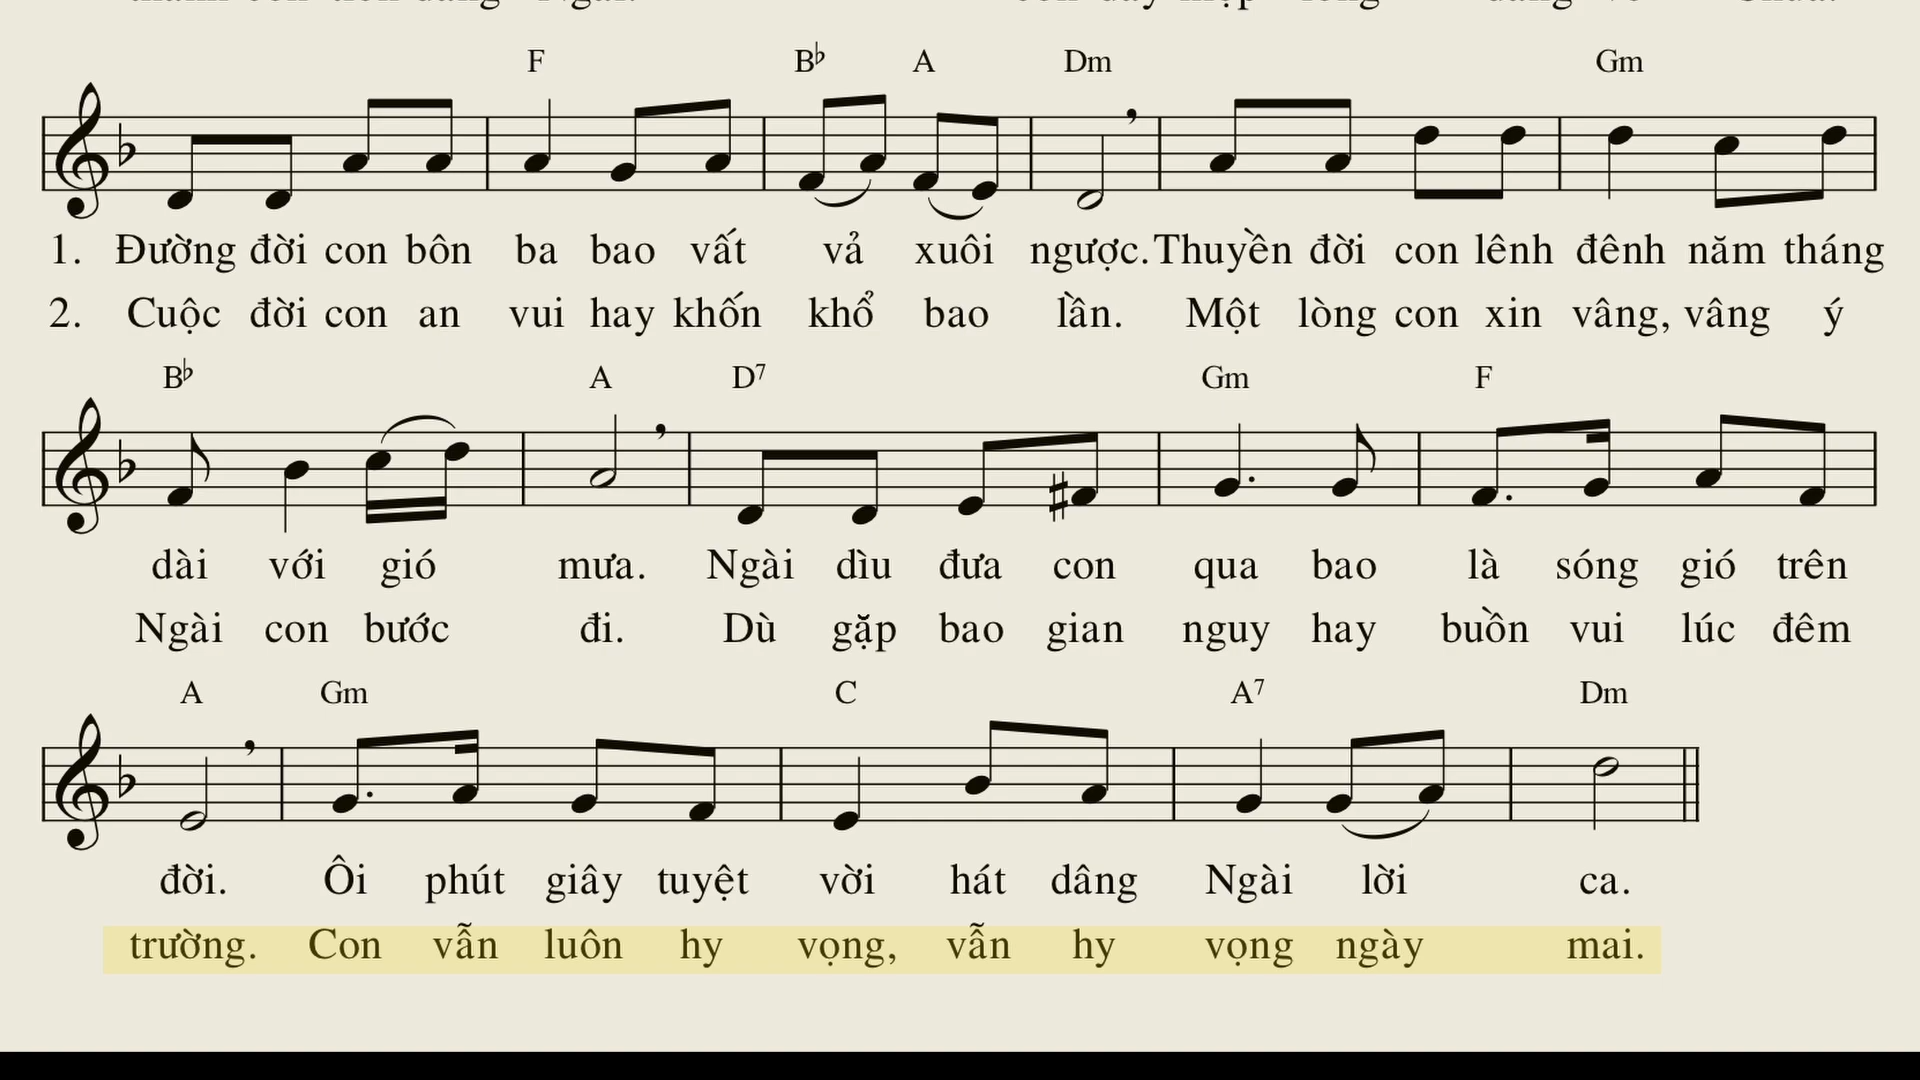 F B♭ A Dm Gm
1. Đường đời con bôn ba bao vất vả xuôi ngược. Thuyền đời con lênh đênh năm tháng
2. Cuộc đời con an vui hay khốn khổ bao lần. Một lòng con xin vâng, vâng ý
B♭ A D7 Gm F
dài với gió mưa. Ngài dìu đưa con qua bao là sóng gió trên
Ngài con bước đi. Dù gặp bao gian nguy hay buồn vui lúc đêm
A Gm C A7 Dm
đời. Ôi phút giây tuyệt vời hát dâng Ngài lời ca.
trường. Con vẫn luôn hy vọng, vẫn hy vọng ngày mai.